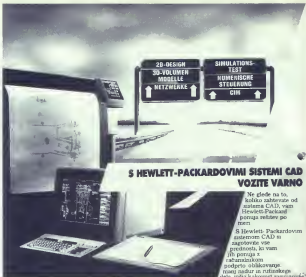 2D-DESIGN
3D-VOLUMEN
MODELLE
NETZWERKE
SIMULATIONS-
TEST
NUMERISCHE
STEUERUNG
CIM
S HEWLETT-PACKARDOVIMI SISTEMI CAD
VOZITE VARNO
Ne glede na to,
koliko zahtevate od
sistema CAD, vam
Hewlett-Packard
ponuja rešitev po
meri.
S Hewlett-Packardovim
sistemom CAD si
zagotovite vse
prednosti, ki vam
jih ponuja z
računalnikom
podprto oblikovanje